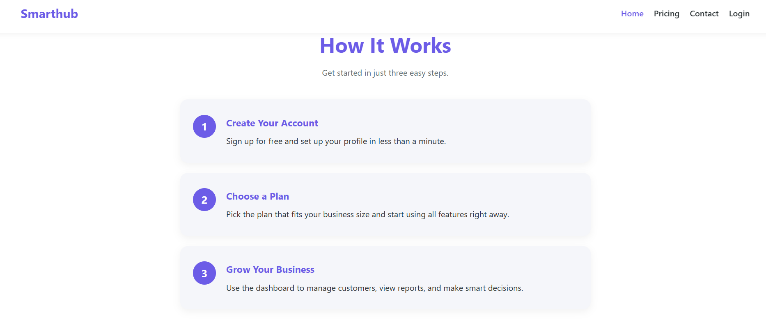 Smarthub
Home Pricing Contact Login
How It Works
Get started in just three easy steps.
1
Create Your Account
Sign up for free and set up your profile in less than a minute.
2
Choose a Plan
Pick the plan that fits your business size and start using all features right away.
3
Grow Your Business
Use the dashboard to manage customers, view reports, and make smart decisions.